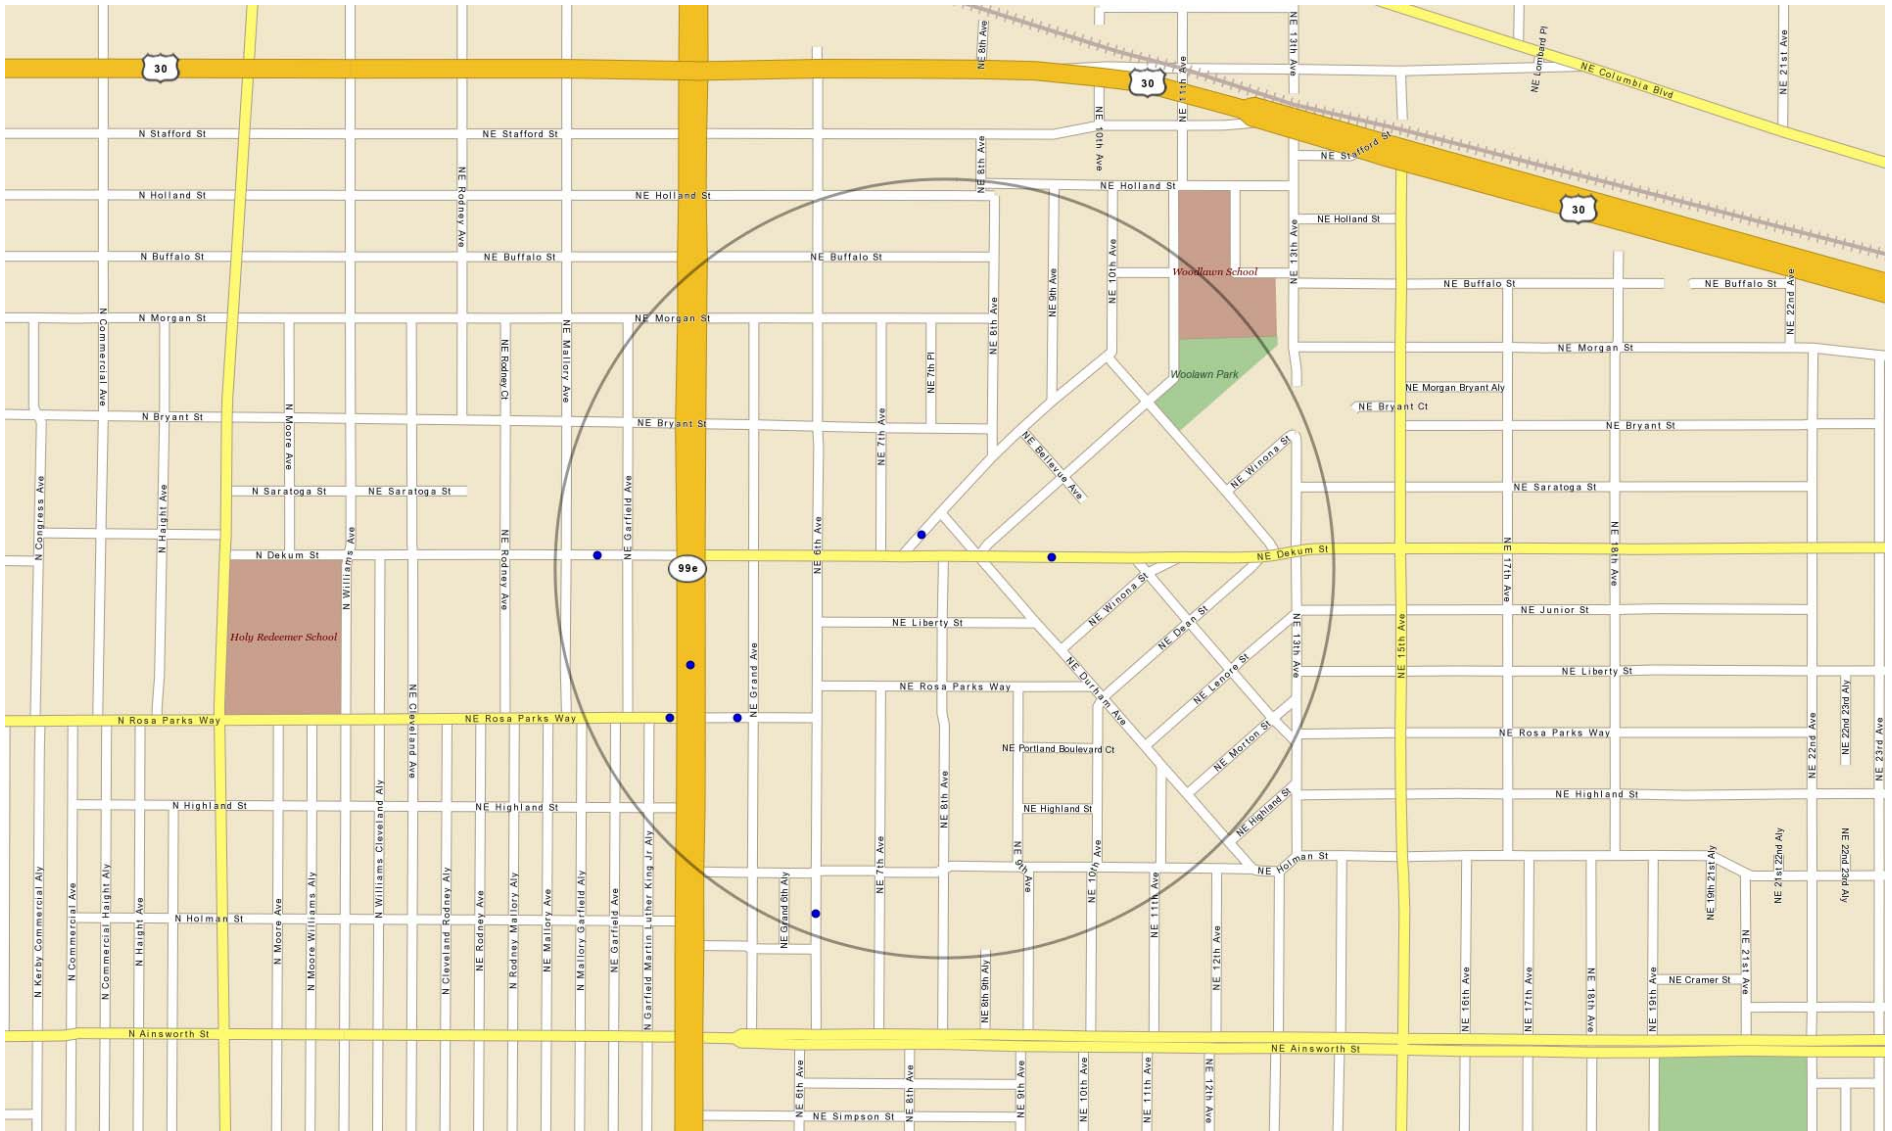 NE 8th Ave
NE 13th Ave
NE Lombard Pl
NE 21st Ave
30
30
NE 11th Ave
NE Columbia Blvd
N Stafford St
NE Stafford St
NE 10th Ave
NE Stafford St
NE 8th Ave
NE Rodney Ave
N Holland St
NE Holland St
NE Holland St
NE Holland St
30
N Buffalo St
NE Buffalo St
NE Buffalo St
NE 9th Ave
NE 10th Ave
Woodlawn School
NE 13th Ave
NE Buffalo St
NE Buffalo St
NE 22nd Ave
N Commercial Ave
N Morgan St
NE Rodney Ct
NE Mallory Ave
NE Morgan St
NE 7th Pl
NE 8th Ave
Woolawn Park
NE Morgan St
NE Morgan Bryant Aly
NE Bryant Ct
N Bryant St
N Moore Ave
NE Bryant St
NE 7th Ave
NE Bellevue Ave
NE Winona St
NE Bryant St
N Congress Ave
N Haight Ave
N Saratoga St
NE Saratoga St
NE Garfield Ave
NE Saratoga St
N Dekum St
N Williams Ave
NE Rodney Ave
99e
NE 6th Ave
NE Dekum St
NE 17th Ave
NE 18th Ave
Holy Redeemer School
NE Liberty St
NE Winona St
NE Dean St
NE 13th Ave
NE 15th Ave
NE Junior St
NE Grand Ave
NE Durham Ave
NE Lenore St
NE Liberty St
NE Rosa Parks Way
N Rosa Parks Way
NE Rosa Parks Way
NE Cleveland Ave
NE Portland Boulevard Ct
NE Morton St
NE Rosa Parks Way
NE 22nd Ave
NE 22nd 23rd Aly
NE 23rd Ave
N Highland St
NE Highland St
NE 8th Ave
NE Highland St
NE Highland St
NE Highland St
N Kerby Commercial Aly
N Commercial Ave
N Commercial Haight Aly
N Haight Ave
N Holman St
N Moore Ave
N Moore Williams Aly
N Williams Cleveland Aly
N Cleveland Rodney Aly
NE Rodney Ave
N Rodney Mallory Aly
NE Mallory Ave
N Mallory Garfield Aly
NE Garfield Ave
N Garfield Martin Luther King Jr Aly
NE Grand 6th Aly
NE 7th Ave
NE 9th Ave
NE 10th Ave
NE 11th Ave
NE Holman St
NE 19th 21st Aly
NE 21st 22nd Aly
NE 22nd 23rd Aly
NE 8th 9th Aly
NE 12th Ave
NE 16th Ave
NE 17th Ave
NE 18th Ave
NE 19th Ave
NE Cramer St
NE 21st Ave
N Ainsworth St
NE Ainsworth St
NE 6th Ave
NE 8th Ave
NE 9th Ave
NE 10th Ave
NE 11th Ave
NE 12th Ave
NE Simpson St